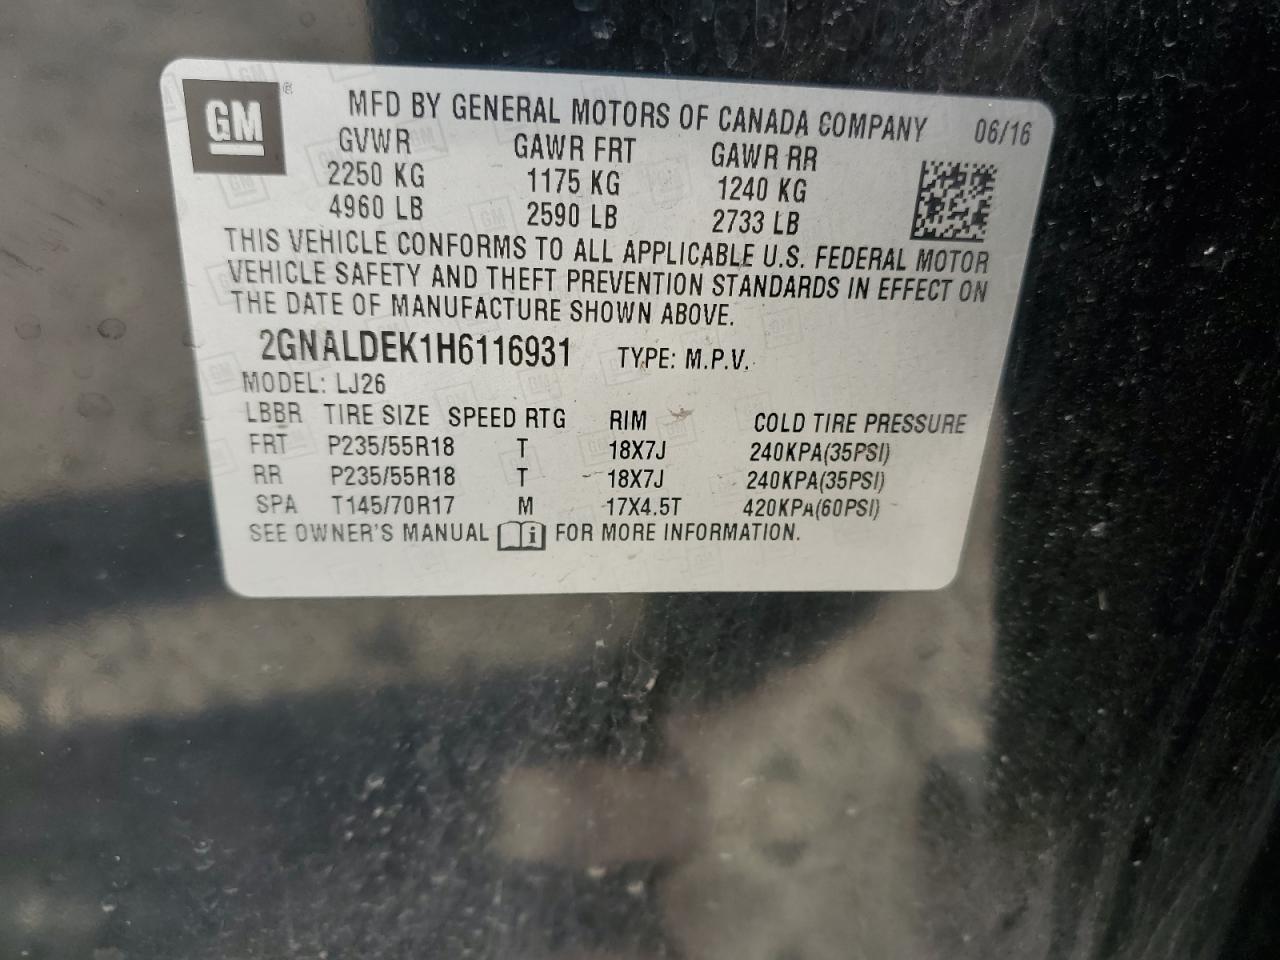 GM ®
MFD BY GENERAL MOTORS OF CANADA COMPANY 06/16
GVWR GAWR FRT GAWR RR
2250 KG 1175 KG 1240 KG
4960 LB 2590 LB 2733 LB
THIS VEHICLE CONFORMS TO ALL APPLICABLE U.S. FEDERAL MOTOR
VEHICLE SAFETY AND THEFT PREVENTION STANDARDS IN EFFECT ON
THE DATE OF MANUFACTURE SHOWN ABOVE.
2GNALDEK1H6116931 TYPE: M.P.V.
MODEL: LJ26
LBBR TIRE SIZE SPEED RTG RIM COLD TIRE PRESSURE
FRT P235/55R18 T 18X7J 240KPA(35PSI)
RR P235/55R18 T 18X7J 240KPA(35PSI)
SPA T145/70R17 M 17X4.5T 420KPA(60PSI)
SEE OWNER'S MANUAL i FOR MORE INFORMATION.